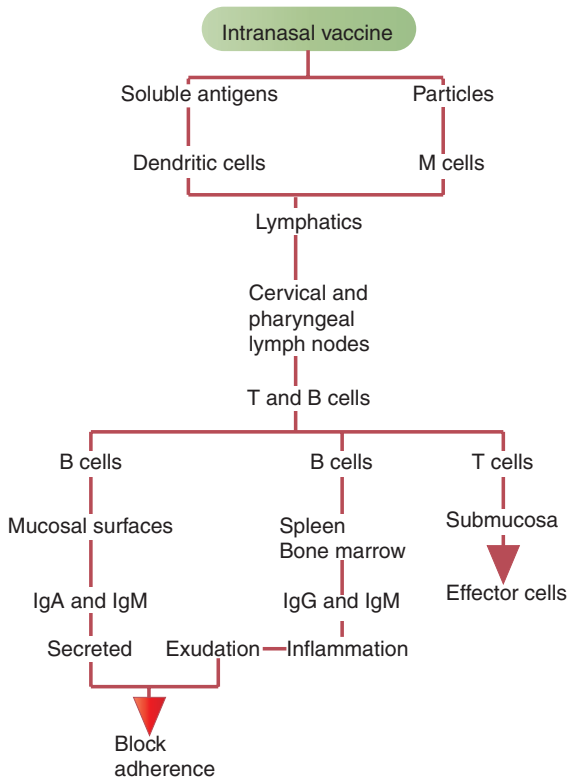 Intranasal vaccine
Soluble antigens
Particles
Dendritic cells
M cells
Lymphatics
Cervical and
pharyngeal
lymph nodes
T and B cells
B cells
B cells
T cells
Mucosal surfaces
Spleen
Bone marrow
Submucosa
IgA and IgM
IgG and IgM
Effector cells
Secreted
Exudation
Inflammation
Block
adherence